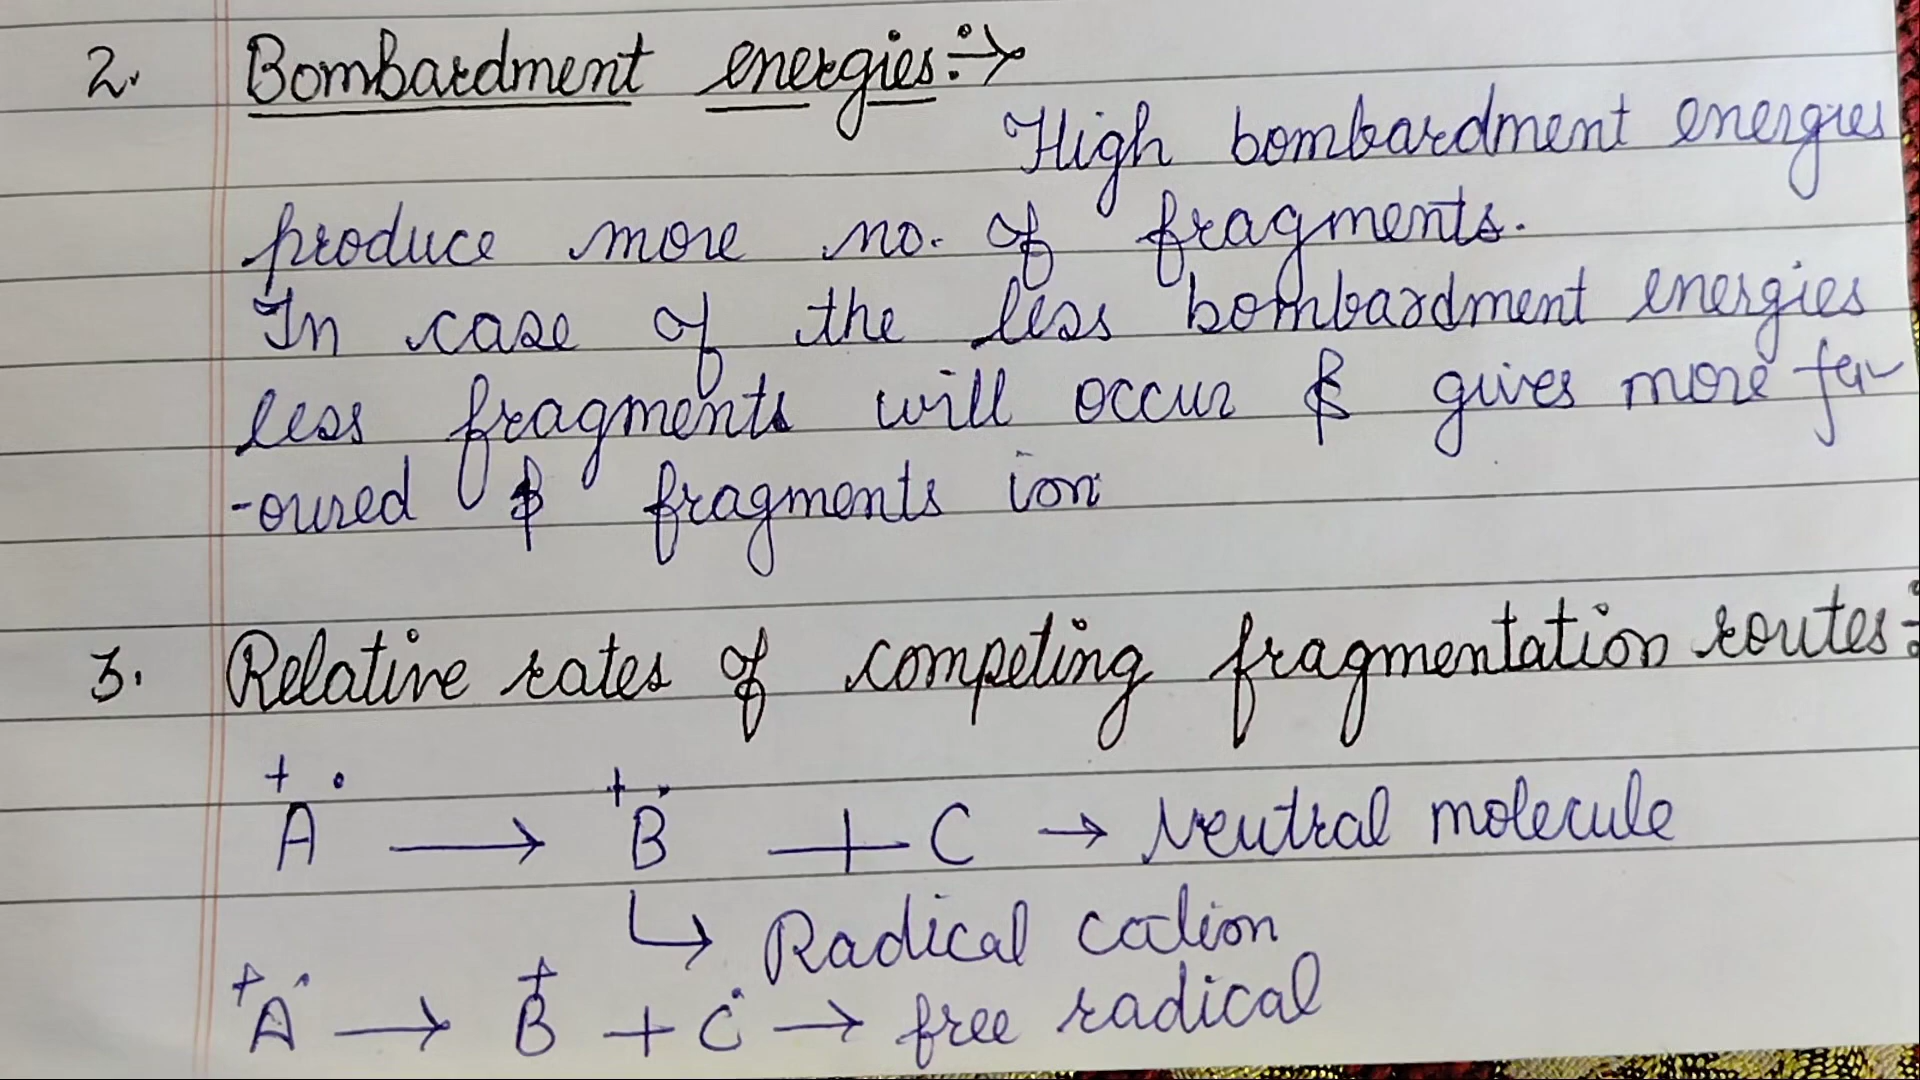 2. Bombardment energies:→
High bombardment energies
produce more no. of fragments.
In case of the less bombardment energies
less fragments will occur & gives more fav
-oured & fragments ion
3. Relative rates of competing fragmentation routes:-
+ •
A → B + C → Neutral molecule
+ •
↳ Radical cation
+A• → B+ + C• → free radical